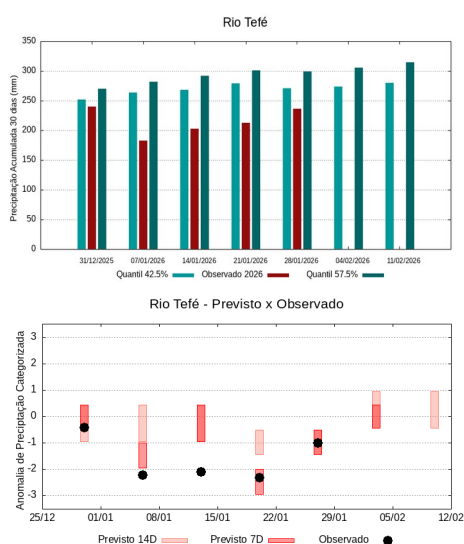 Rio Tefé
Precipitação Acumulada 30 dias (mm)
350
300
250
200
150
100
50
0
31/12/2025 07/01/2026 14/01/2026 21/01/2026 28/01/2026 04/02/2026 11/02/2026
Quantil 42.5% Observado 2026 Quantil 57.5%
Rio Tefé - Previsto x Observado
Anomalia de Precipitação Categorizada
3
2
1
0
-1
-2
-3
25/12 01/01 08/01 15/01 22/01 29/01 05/02 12/02
Previsto 14D Previsto 7D Observado